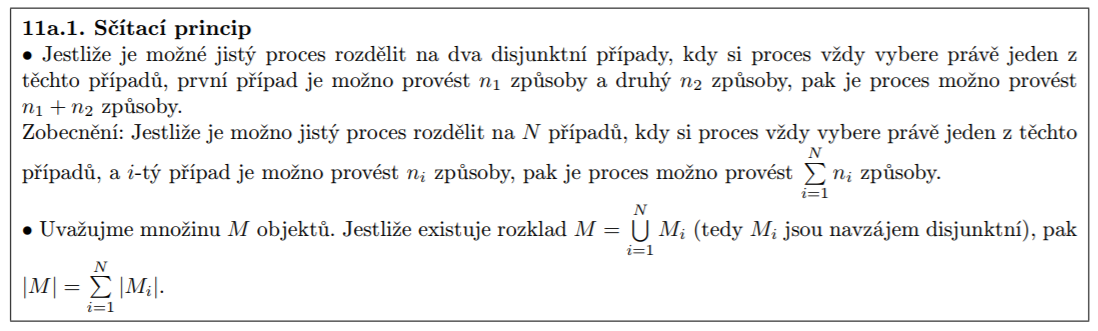 11a.1. Sčítací princip
• Jestliže je možné jistý proces rozdělit na dva disjunktní případy, kdy si proces vždy vybere právě jeden z
těchto případů, první případ je možno provést n₁ způsoby a druhý n₂ způsoby, pak je proces možno provést
n₁ + n₂ způsoby.
Zobecnění: Jestliže je možno jistý proces rozdělit na N případů, kdy si proces vždy vybere právě jeden z těchto
případů, a i-tý případ je možno provést nᵢ způsoby, pak je proces možno provést ∑_{i=1}^{N} nᵢ způsoby.
• Uvažujme množinu M objektů. Jestliže existuje rozklad M = ⋃_{i=1}^{N} Mᵢ (tedy Mᵢ jsou navzájem disjunktní), pak
|M| = ∑_{i=1}^{N} |Mᵢ|.